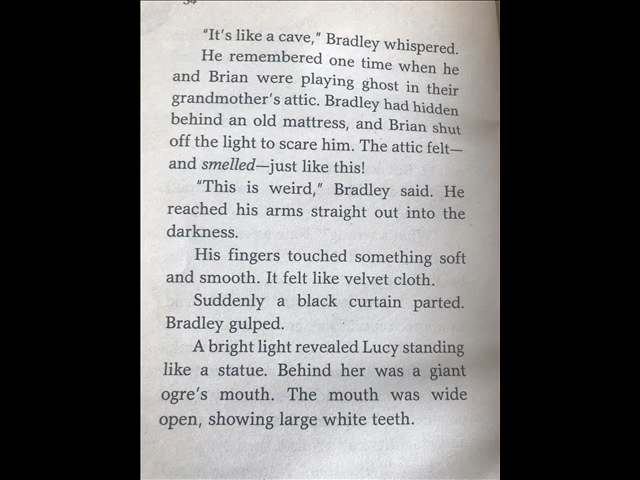 34
"It's like a cave," Bradley whispered.
He remembered one time when he
and Brian were playing ghost in their
grandmother's attic. Bradley had hidden
behind an old mattress, and Brian shut
off the light to scare him. The attic felt—
and smelled—just like this!
"This is weird," Bradley said. He
reached his arms straight out into the
darkness.
His fingers touched something soft
and smooth. It felt like velvet cloth.
Suddenly a black curtain parted.
Bradley gulped.
A bright light revealed Lucy standing
like a statue. Behind her was a giant
ogre's mouth. The mouth was wide
open, showing large white teeth.